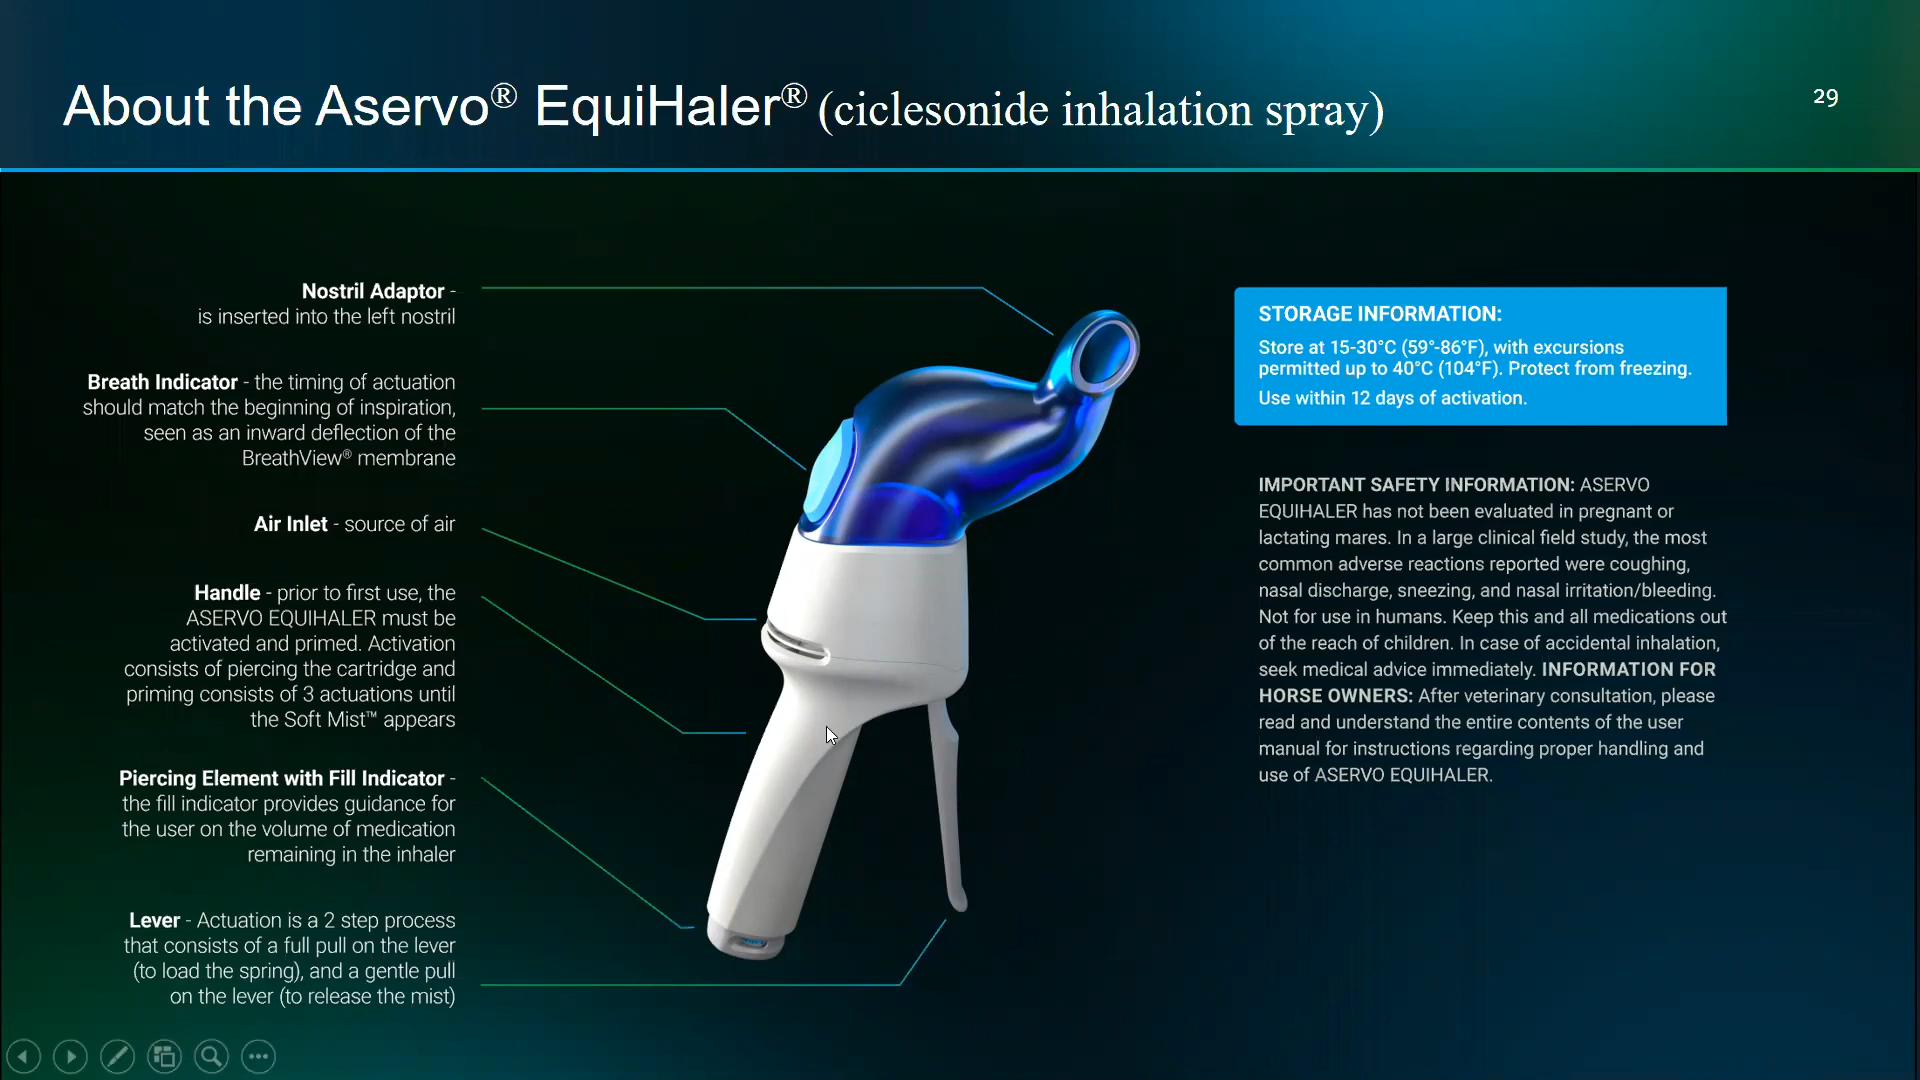 About the Aservo® EquiHaler® (ciclesonide inhalation spray)
29
Nostril Adaptor -
is inserted into the left nostril
Breath Indicator - the timing of actuation
should match the beginning of inspiration,
seen as an inward deflection of the
BreathView® membrane
Air Inlet - source of air
Handle - prior to first use, the
ASERVO EQUIHALER must be
activated and primed. Activation
consists of piercing the cartridge and
priming consists of 3 actuations until
the Soft Mist™ appears
Piercing Element with Fill Indicator -
the fill indicator provides guidance for
the user on the volume of medication
remaining in the inhaler
Lever - Actuation is a 2 step process
that consists of a full pull on the lever
(to load the spring), and a gentle pull
on the lever (to release the mist)
STORAGE INFORMATION:
Store at 15-30°C (59°-86°F), with excursions
permitted up to 40°C (104°F). Protect from freezing.
Use within 12 days of activation.
IMPORTANT SAFETY INFORMATION: ASERVO
EQUIHALER has not been evaluated in pregnant or
lactating mares. In a large clinical field study, the most
common adverse reactions reported were coughing,
nasal discharge, sneezing, and nasal irritation/bleeding.
Not for use in humans. Keep this and all medications out
of the reach of children. In case of accidental inhalation,
seek medical advice immediately. INFORMATION FOR
HORSE OWNERS: After veterinary consultation, please
read and understand the entire contents of the user
manual for instructions regarding proper handling and
use of ASERVO EQUIHALER.